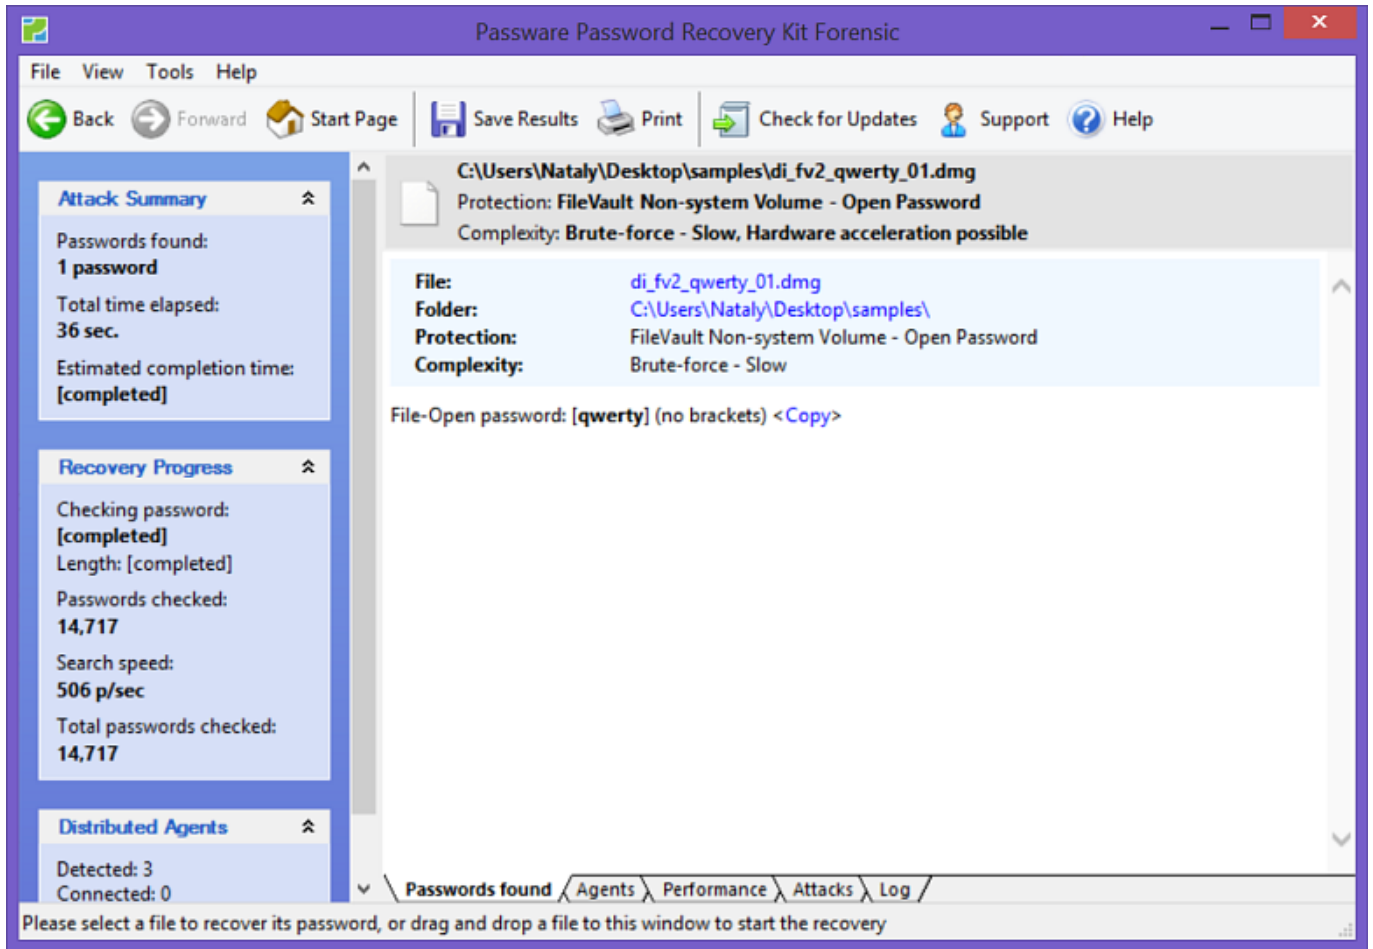 Passware Password Recovery Kit Forensic
File View Tools Help
Back Forward Start Page Save Results Print Check for Updates Support Help
Attack Summary
Passwords found:
1 password
Total time elapsed:
36 sec.
Estimated completion time:
[completed]
Recovery Progress
Checking password:
[completed]
Length: [completed]
Passwords checked:
14,717
Search speed:
506 p/sec
Total passwords checked:
14,717
Distributed Agents
Detected: 3
Connected: 0
C:\Users\Nataly\Desktop\samples\di_fv2_qwerty_01.dmg
Protection: FileVault Non-system Volume - Open Password
Complexity: Brute-force - Slow, Hardware acceleration possible
File: di_fv2_qwerty_01.dmg
Folder: C:\Users\Nataly\Desktop\samples\
Protection: FileVault Non-system Volume - Open Password
Complexity: Brute-force - Slow
File-Open password: [qwerty] (no brackets) <Copy>
Passwords found Agents Performance Attacks Log
Please select a file to recover its password, or drag and drop a file to this window to start the recovery